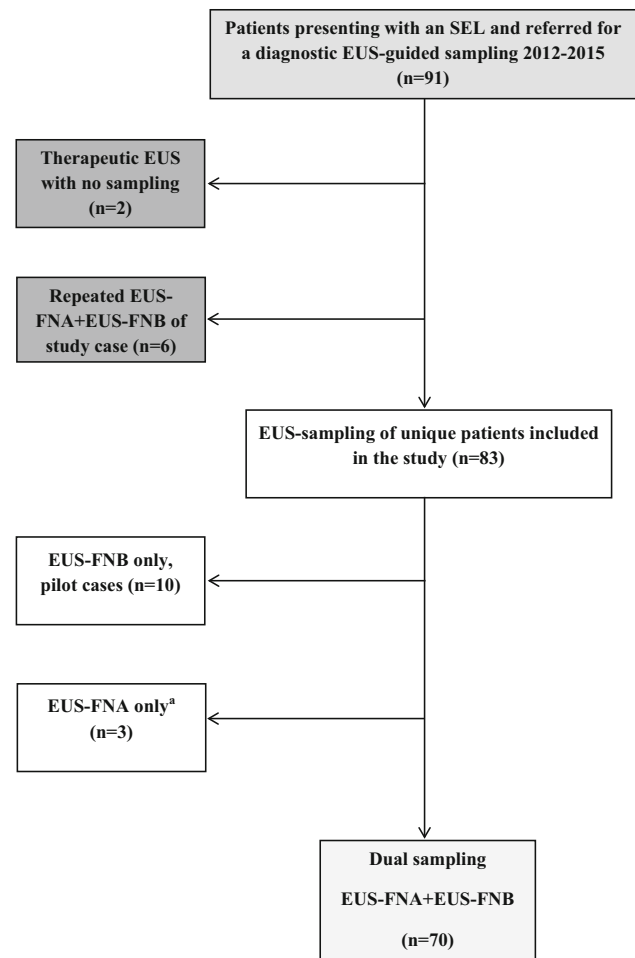 Patients presenting with an SEL and referred for
a diagnostic EUS-guided sampling 2012-2015
(n=91)
Therapeutic EUS
with no sampling
(n=2)
Repeated EUS-
FNA+EUS-FNB of
study case (n=6)
EUS-sampling of unique patients included
in the study (n=83)
EUS-FNB only,
pilot cases (n=10)
EUS-FNA onlyᵃ
(n=3)
Dual sampling
EUS-FNA+EUS-FNB
(n=70)